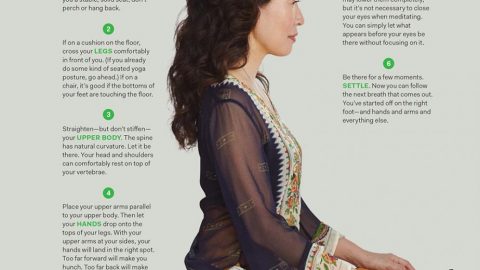 you a stable, solid seat, don't
perch or hang back.
2
If on a cushion on the floor,
cross your LEGS comfortably
in front of you. (If you already
do some kind of seated yoga
posture, go ahead.) If on a
chair, it's good if the bottoms of
your feet are touching the floor.
3
Straighten—but don't stiffen—
your UPPER BODY. The spine
has natural curvature. Let it be
there. Your head and shoulders
can comfortably rest on top of
your vertebrae.
4
Place your upper arms parallel
to your upper body. Then let
your HANDS drop onto the
tops of your legs. With your
upper arms at your sides, your
hands will land in the right spot.
Too far forward will make you
hunch. Too far back will make
may lower them completely,
but it's not necessary to close
your eyes when meditating.
You can simply let what
appears before your eyes be
there without focusing on it.
6
Be there for a few moments.
SETTLE. Now you can follow
the next breath that comes out.
You've started off on the right
foot—and hands and arms and
everything else.